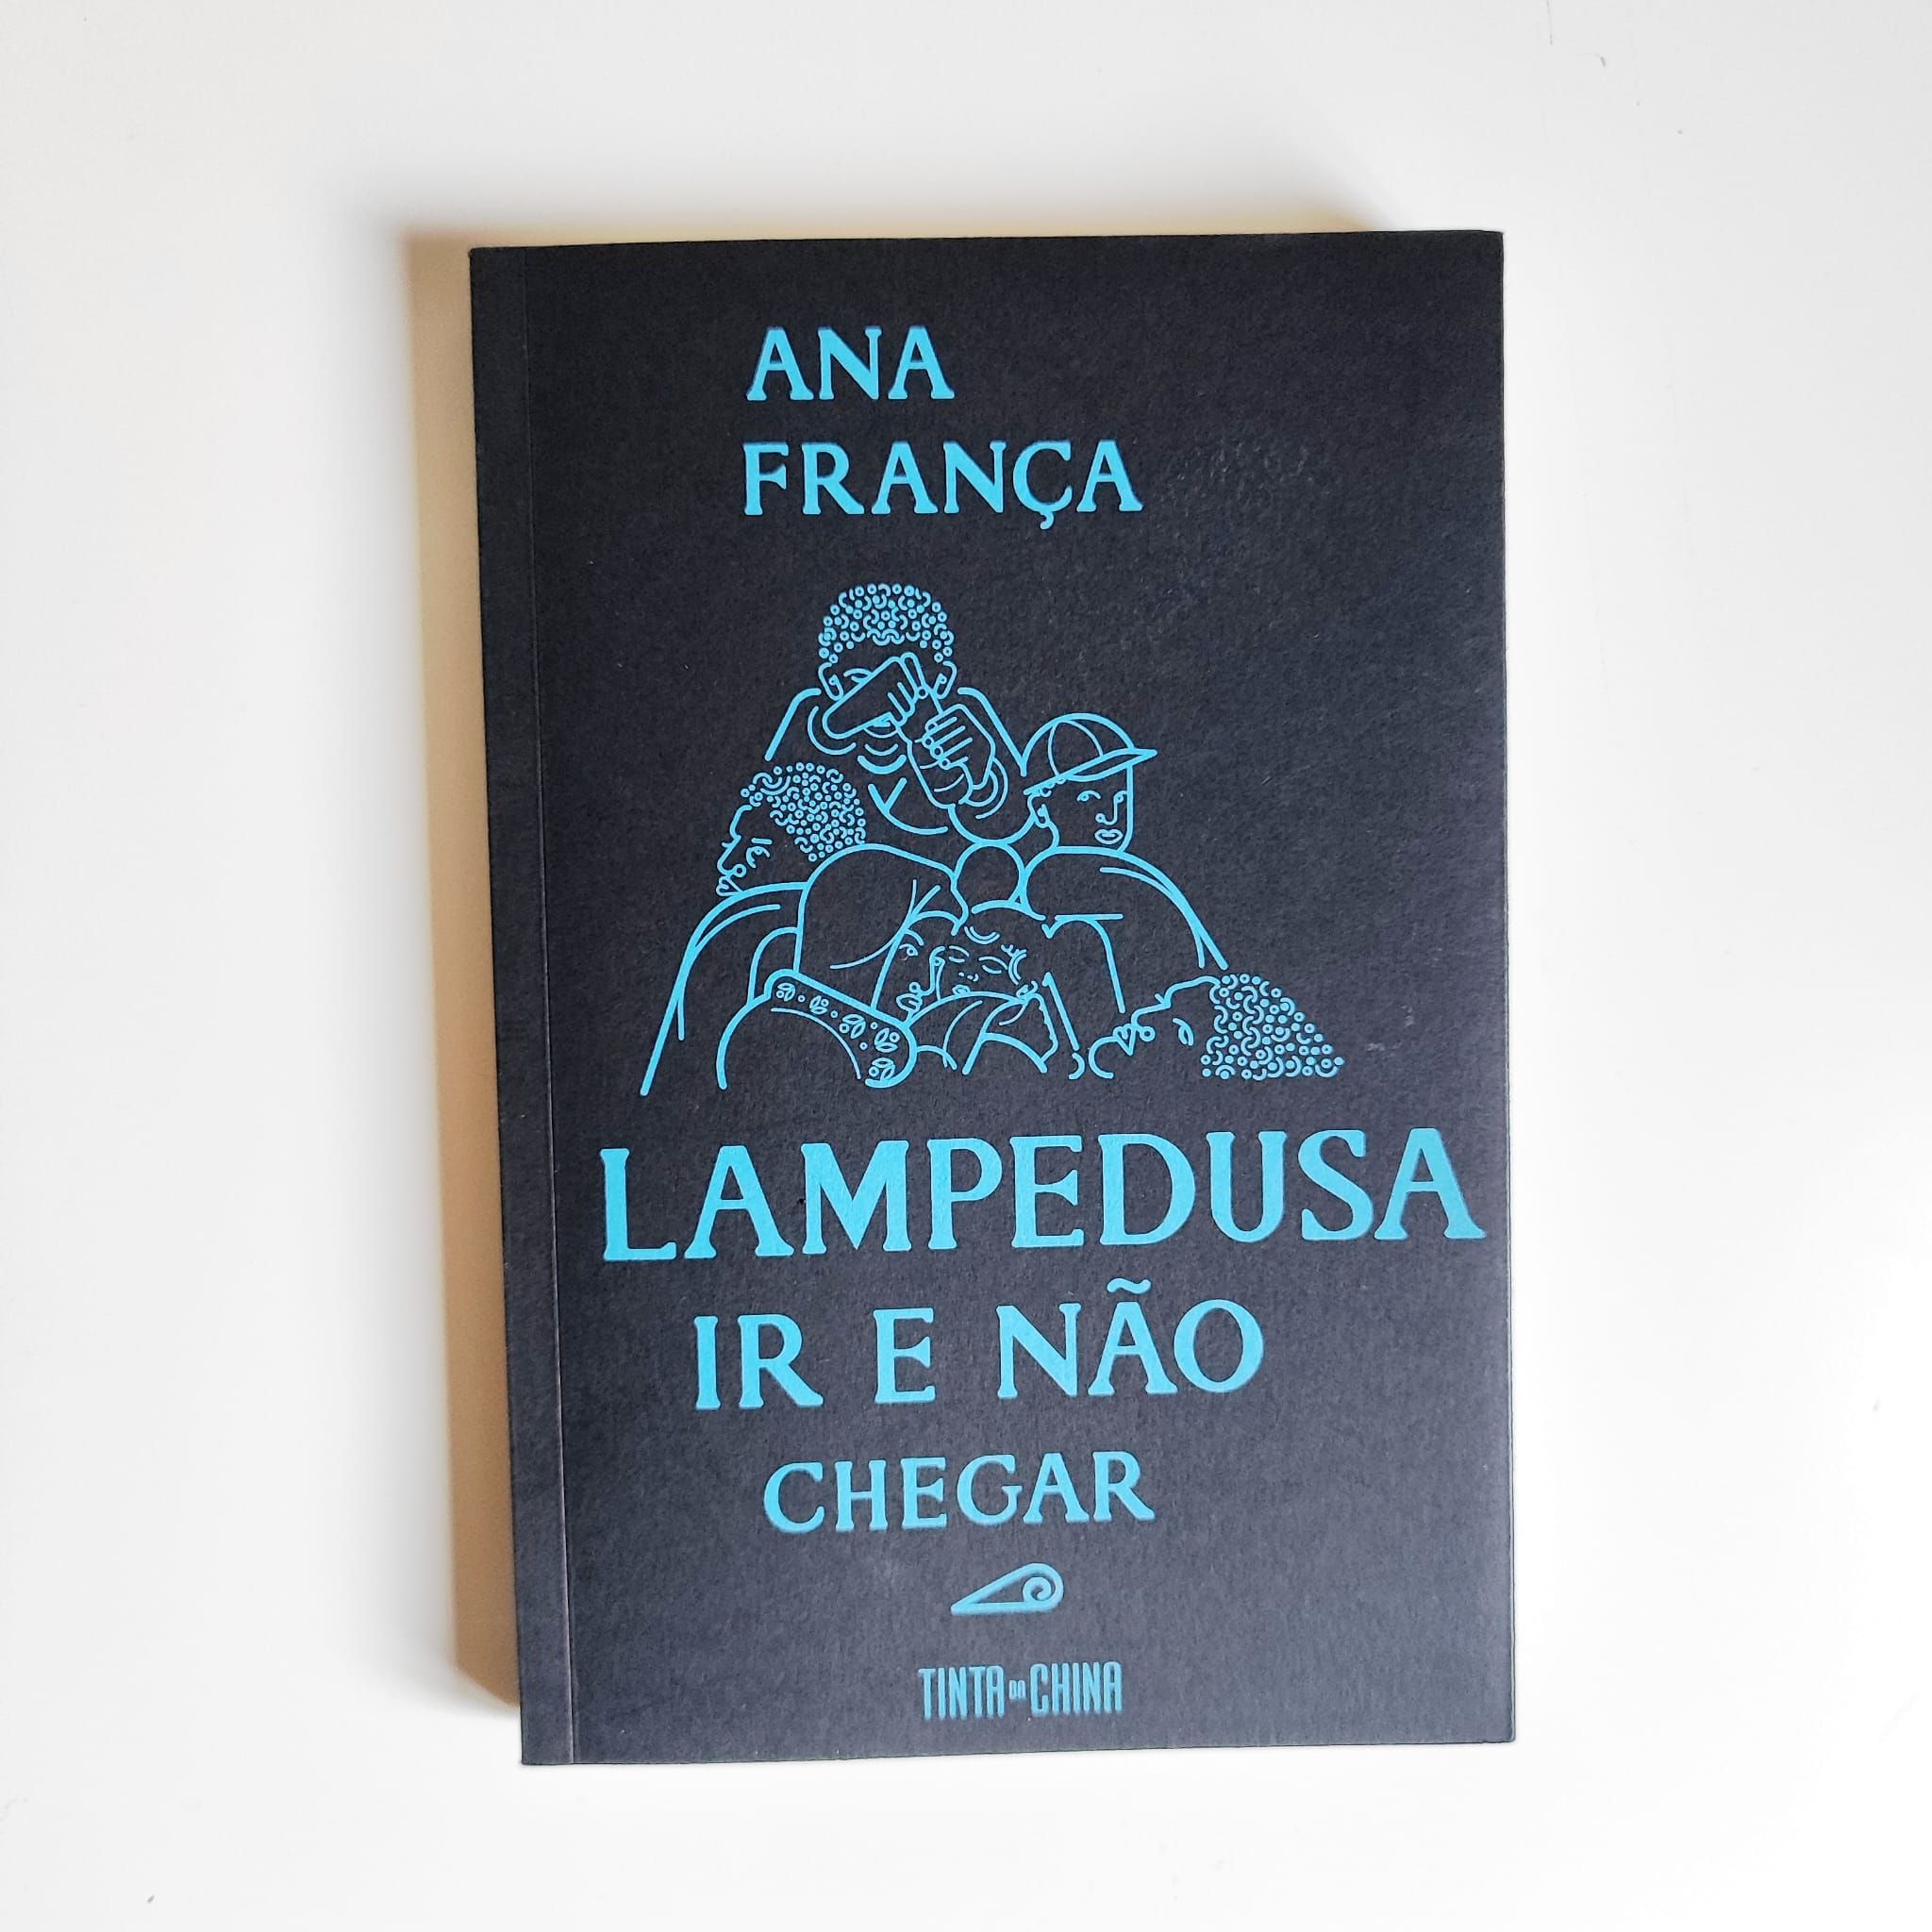 ANA
FRANÇA
LAMPEDUSA
IR E NÃO
CHEGAR
TINTA DA CHINA